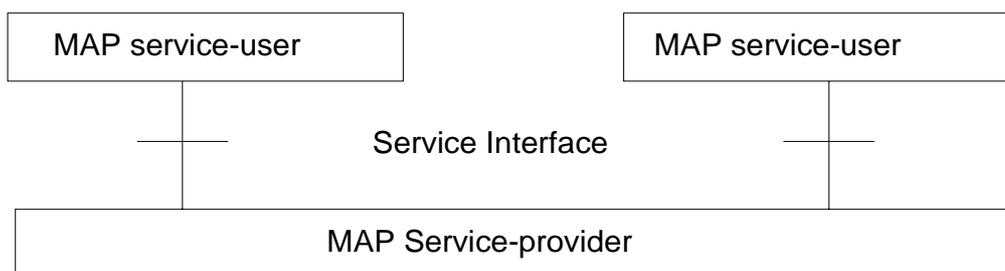 MAP service-user
MAP service-user
Service Interface
MAP Service-provider